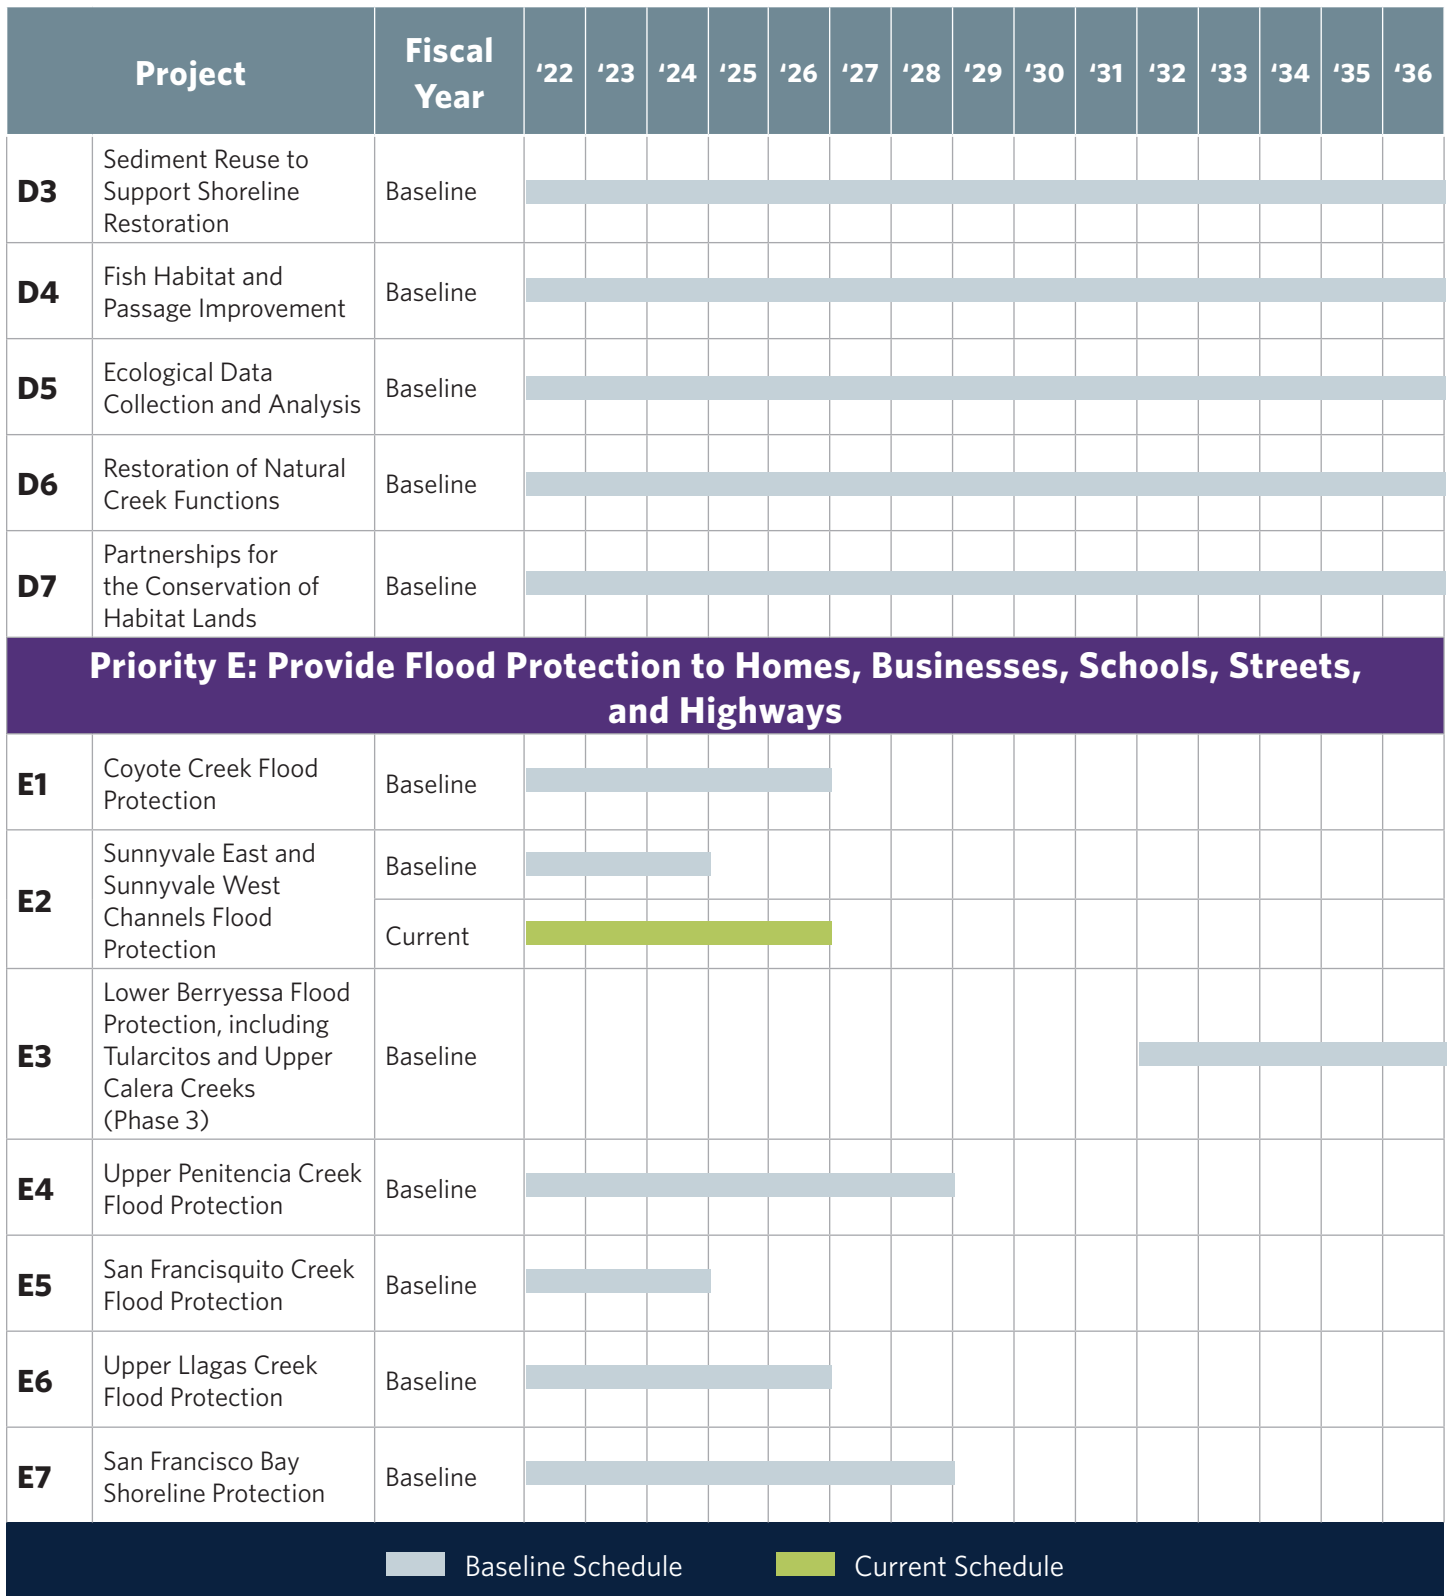 Project
Fiscal
Year
‘22 ‘23 ‘24 ‘25 ‘26 ‘27 ‘28 ‘29 ‘30 ‘31 ‘32 ‘33 ‘34 ‘35 ‘36
D3
Sediment Reuse to
Support Shoreline
Restoration
Baseline
D4
Fish Habitat and
Passage Improvement
Baseline
D5
Ecological Data
Collection and Analysis
Baseline
D6
Restoration of Natural
Creek Functions
Baseline
D7
Partnerships for
the Conservation of
Habitat Lands
Baseline
Priority E: Provide Flood Protection to Homes, Businesses, Schools, Streets,
and Highways
E1
Coyote Creek Flood
Protection
Baseline
E2
Sunnyvale East and
Sunnyvale West
Channels Flood
Protection
Baseline
Current
E3
Lower Berryessa Flood
Protection, including
Tularcitos and Upper
Calera Creeks
(Phase 3)
Baseline
E4
Upper Penitencia Creek
Flood Protection
Baseline
E5
San Francisquito Creek
Flood Protection
Baseline
E6
Upper Llagas Creek
Flood Protection
Baseline
E7
San Francisco Bay
Shoreline Protection
Baseline
Baseline Schedule
Current Schedule